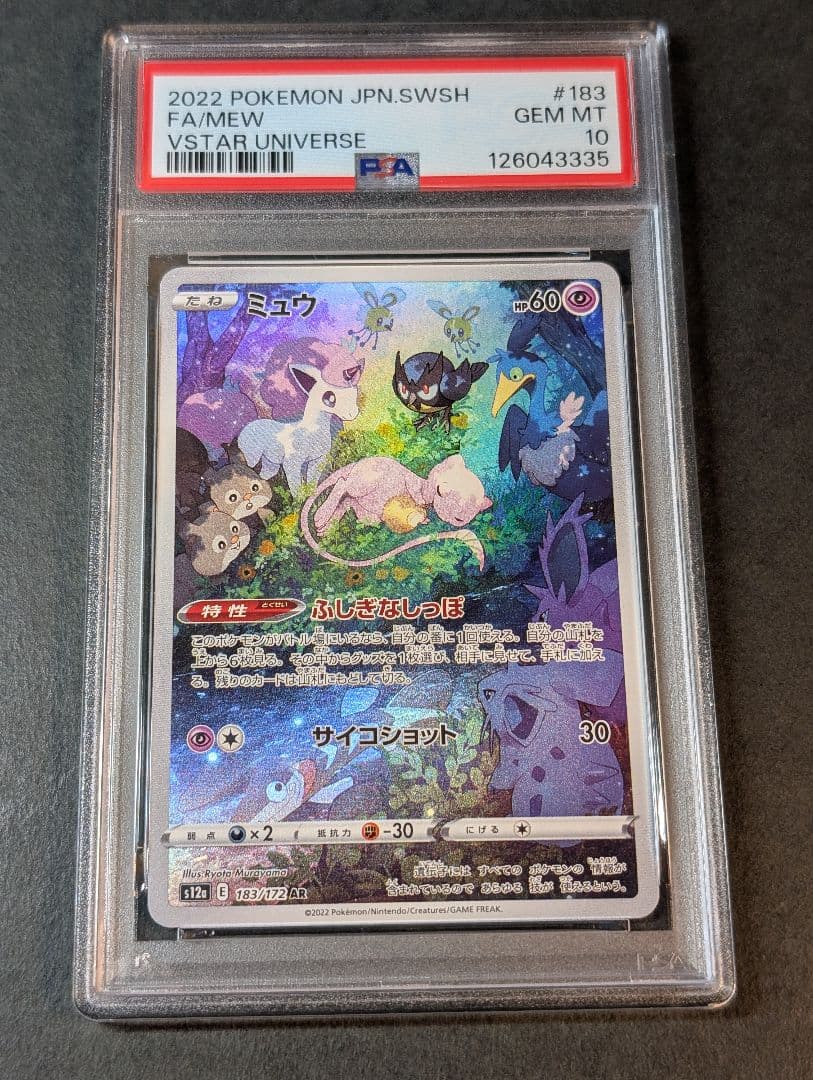 2022 POKEMON JPN.SWSH #183
FA/MEW GEM MT
VSTAR UNIVERSE 10
PSA 126043335
たね ミュウ HP60
特性 とくせい ふしぎなしっぽ
このポケモンがバトル場にいるなら、自分の番に1回使える。自分の山札を
上から6枚見る。その中からグッズを1枚選び、相手に見せて、手札に加え
る。残りのカードは山札にもどして切る。
サイコショット 30
弱点 ×2 抵抗力 -30 にげる
Illus.Ryota Murayama
遺伝子には すべての ポケモンの 情報が
含まれているので あらゆる 技が 使えるという。
s12a E 183/172 AR
©2022 Pokémon/Nintendo/Creatures/GAME FREAK.
PSA